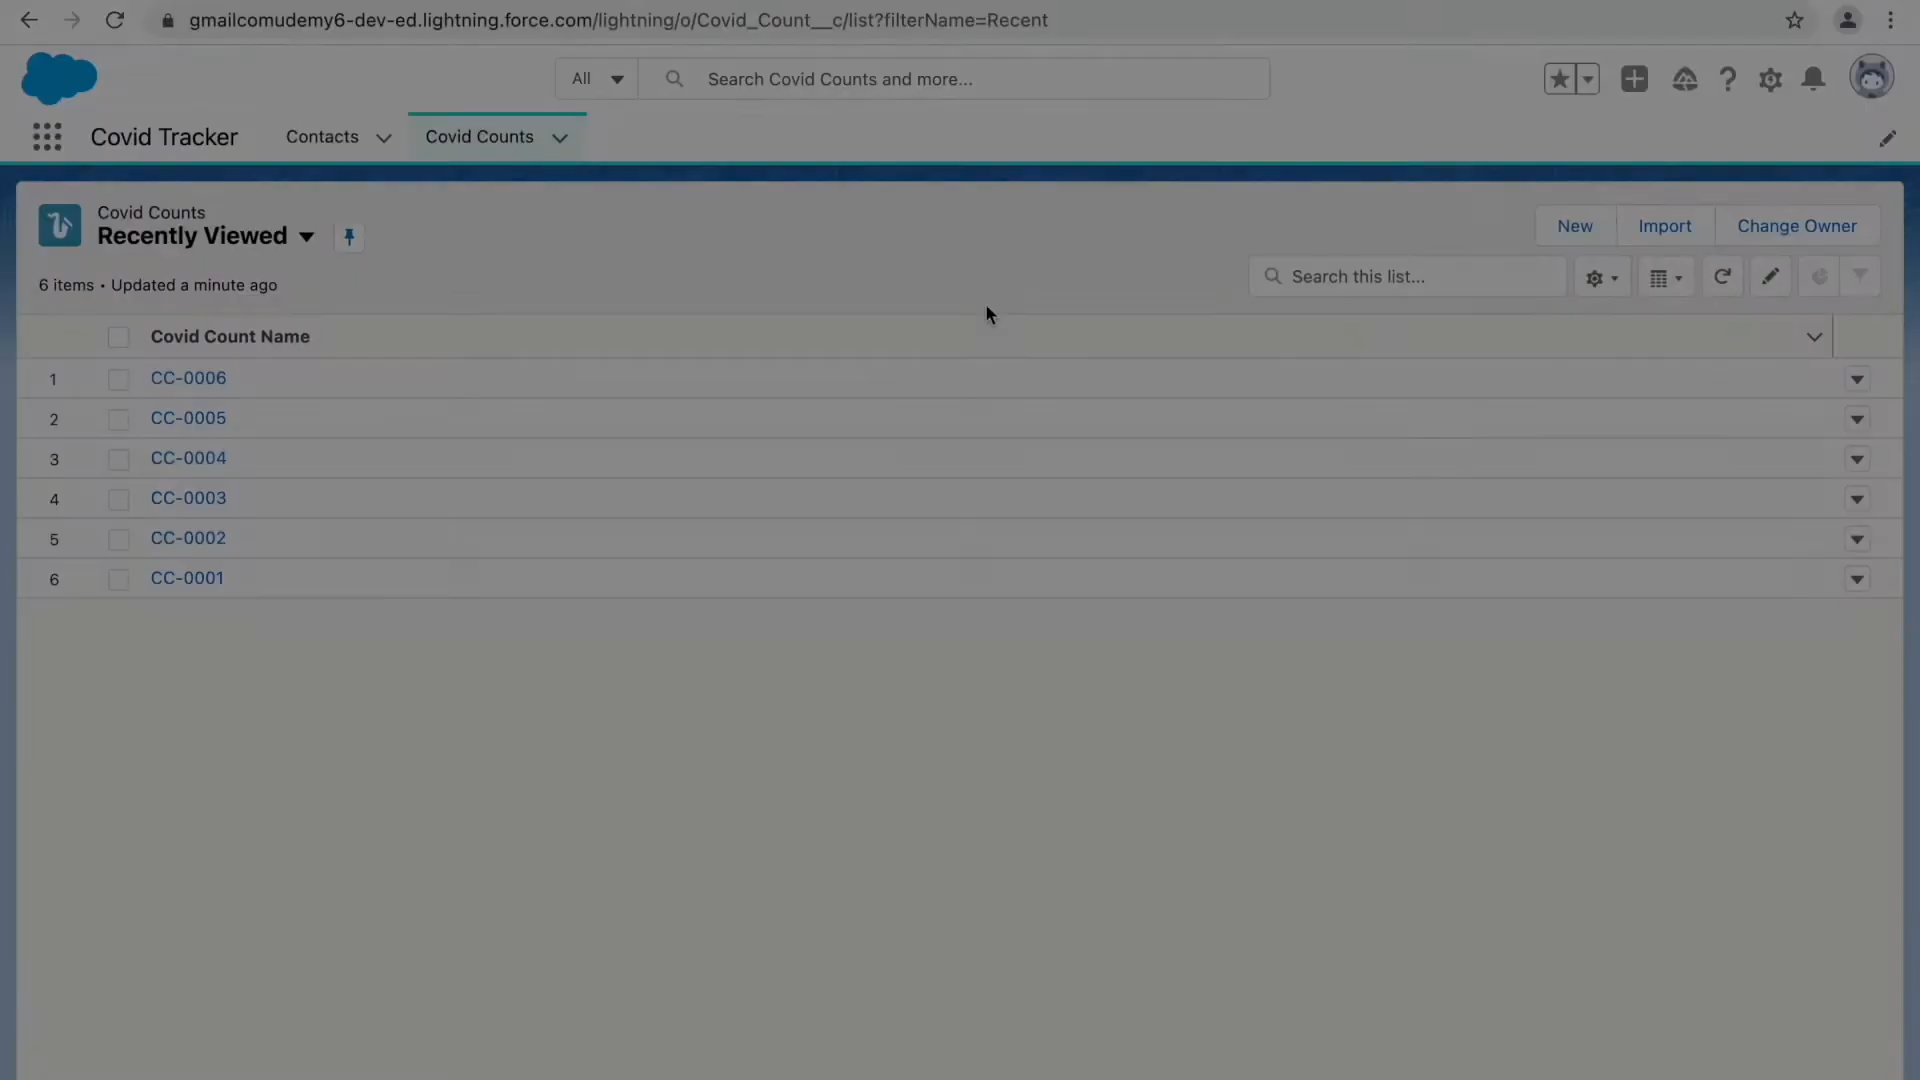 gmailcomudemy6-dev-ed.lightning.force.com/lightning/o/Covid_Count__c/list?filterName=Recent
All
Search Covid Counts and more...
Covid Tracker
Contacts
Covid Counts
Covid Counts
Recently Viewed
New
Import
Change Owner
6 items • Updated a minute ago
Search this list...
Covid Count Name
1 CC-0006
2 CC-0005
3 CC-0004
4 CC-0003
5 CC-0002
6 CC-0001